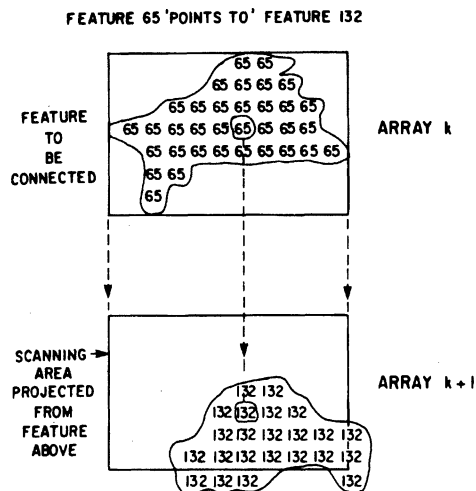 FEATURE 65 'POINTS TO' FEATURE 132
FEATURE
TO
BE
CONNECTED
65 65
65 65 65 65
65 65 65 65 65 65 65
65 65 65 65 65 65 65 65 65
65 65 65 65 65 65 65 65 65
65 65
65
ARRAY k
SCANNING
AREA
PROJECTED
FROM
FEATURE
ABOVE
132 132
132 132 132 132
132 132 132 132 132 132
132 132 132 132 132 132 132
132 132 132 132
ARRAY k +